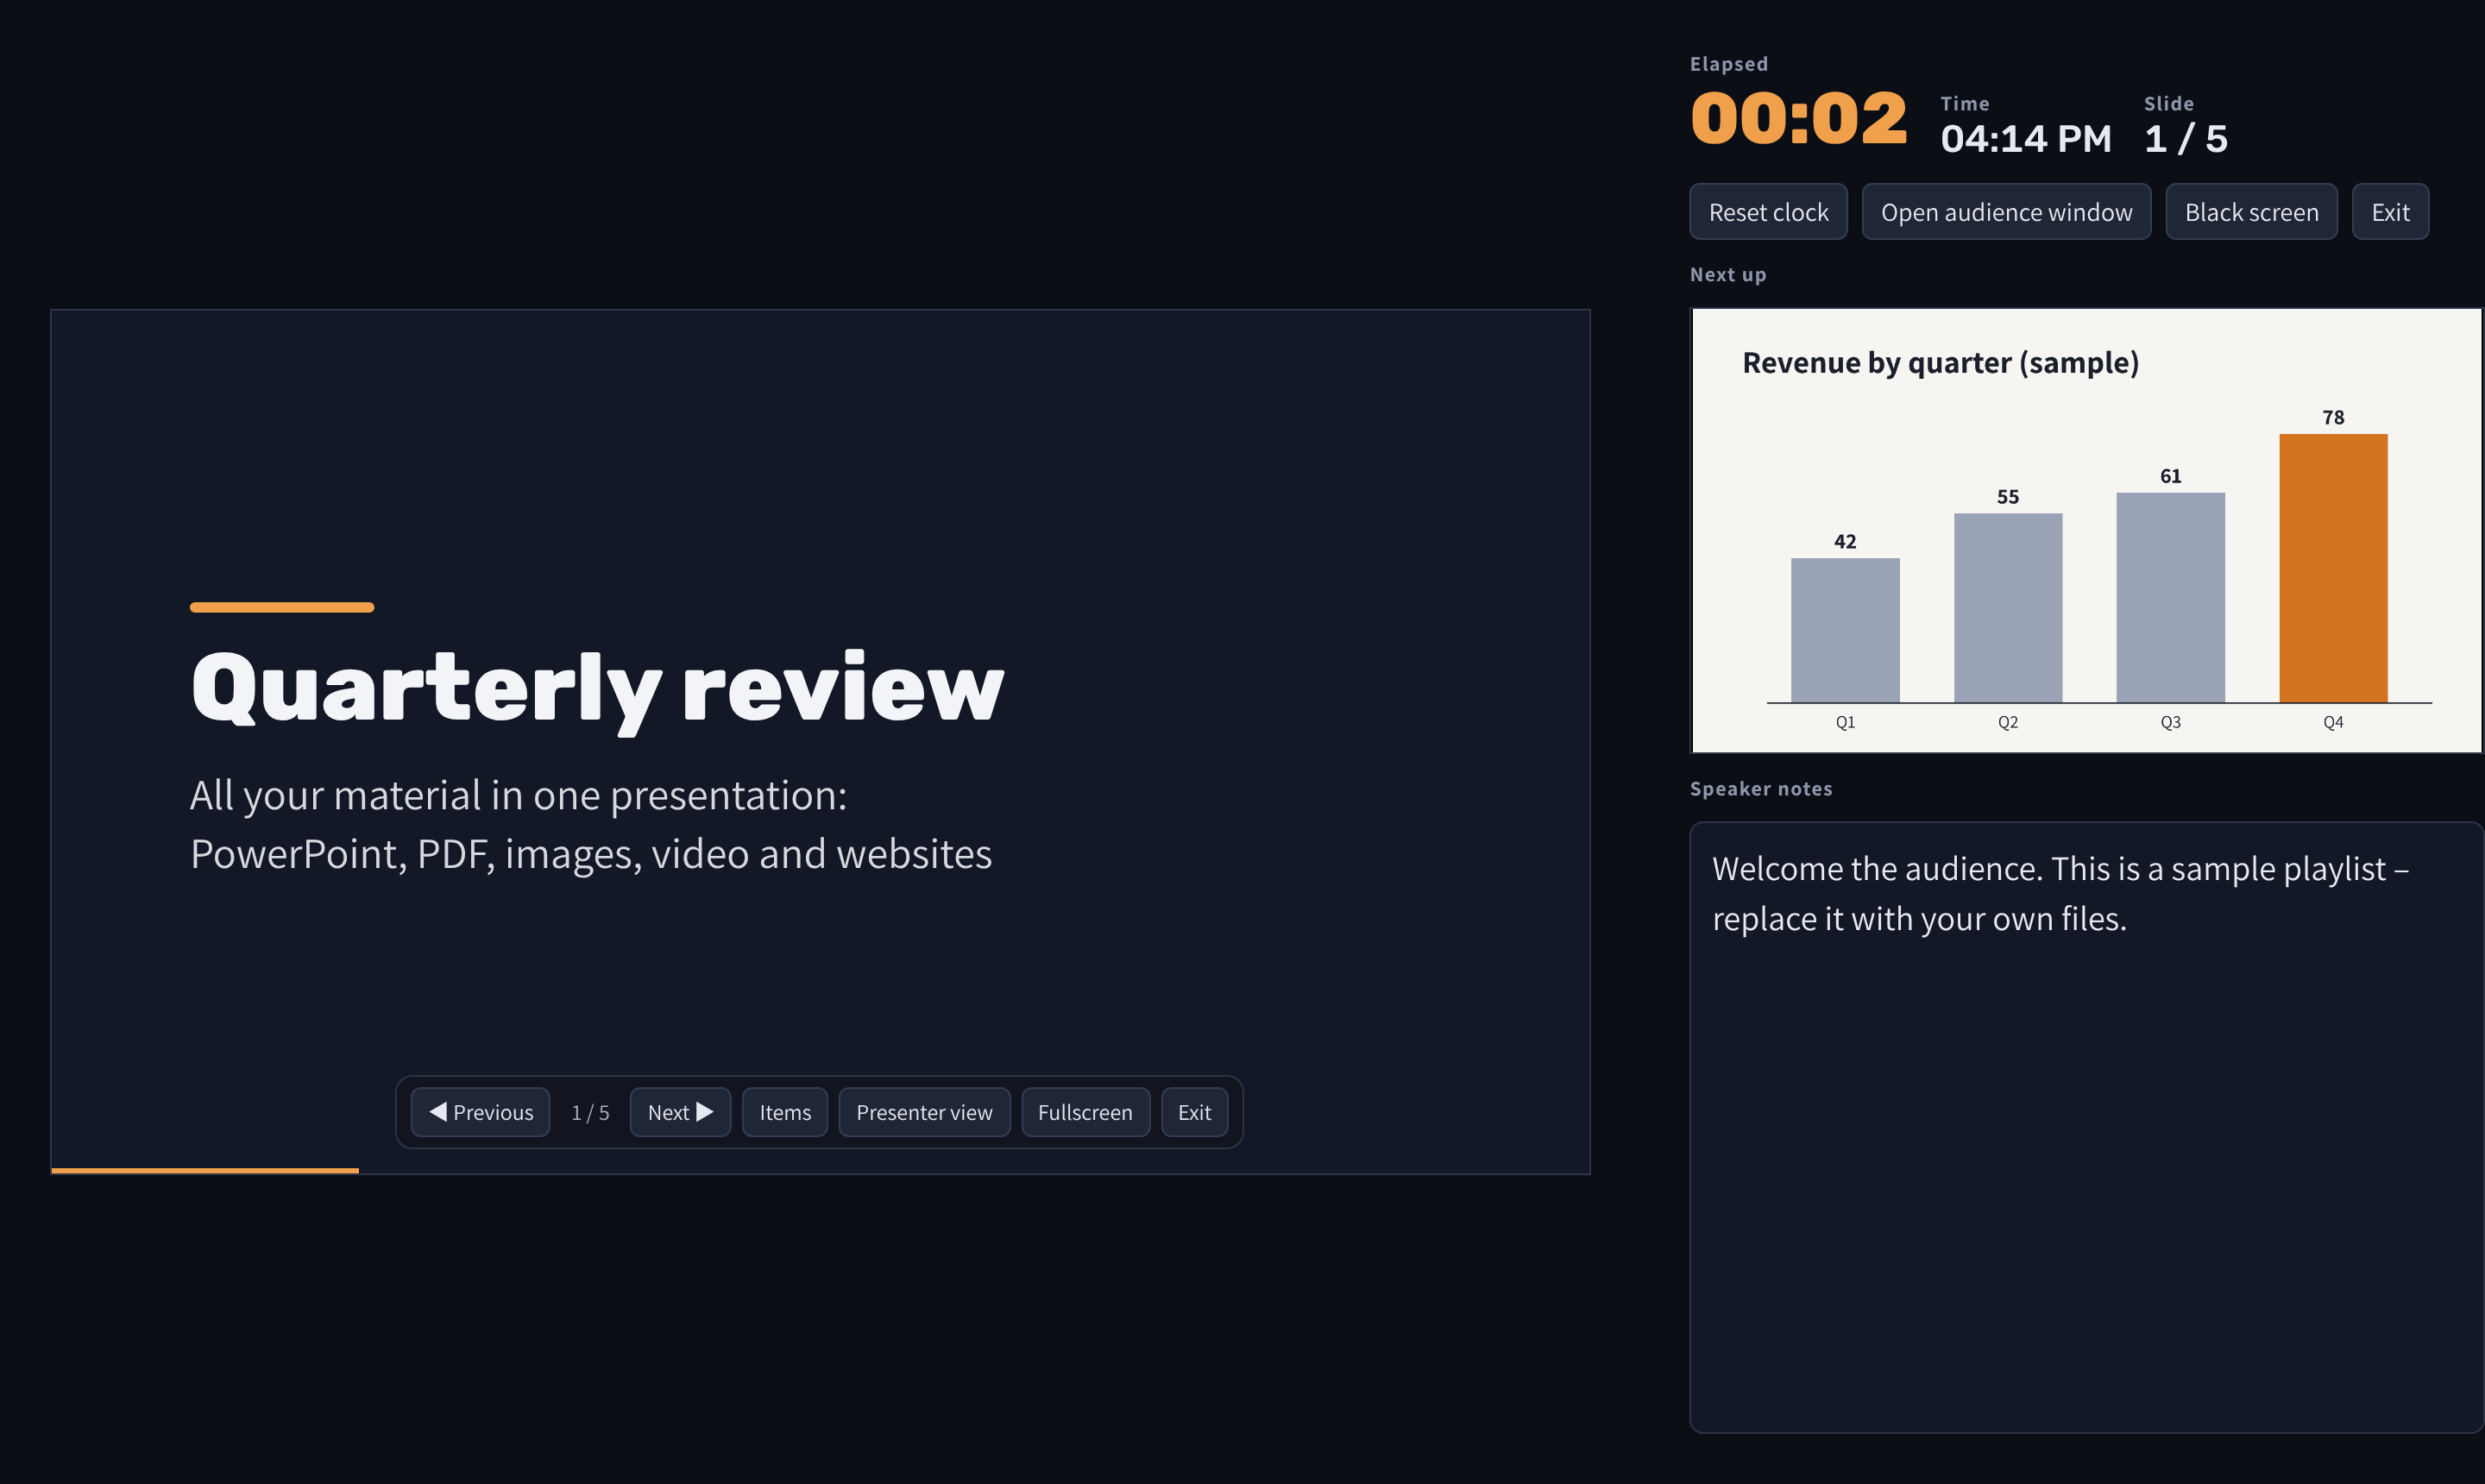 Quarterly review
All your material in one presentation:
PowerPoint, PDF, images, video and websites
◀ Previous 1 / 5 Next ▶ Items Presenter view Fullscreen Exit
Elapsed
00:02
Time
04:14 PM
Slide
1 / 5
Reset clock Open audience window Black screen Exit
Next up
Revenue by quarter (sample)
42 55 61 78
Q1 Q2 Q3 Q4
Speaker notes
Welcome the audience. This is a sample playlist –
replace it with your own files.